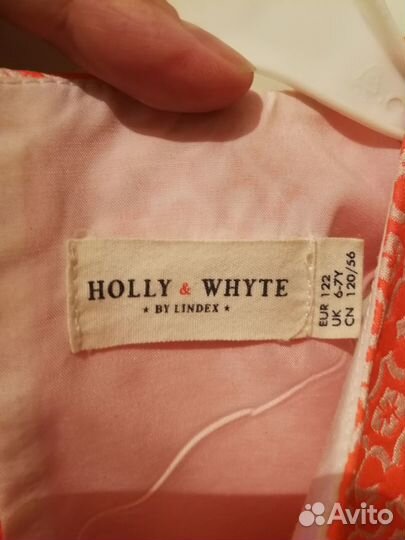 HOLLY & WHYTE
★ BY LINDEX ★
EUR 122
UK 6-7Y
CN 120/56
Avito